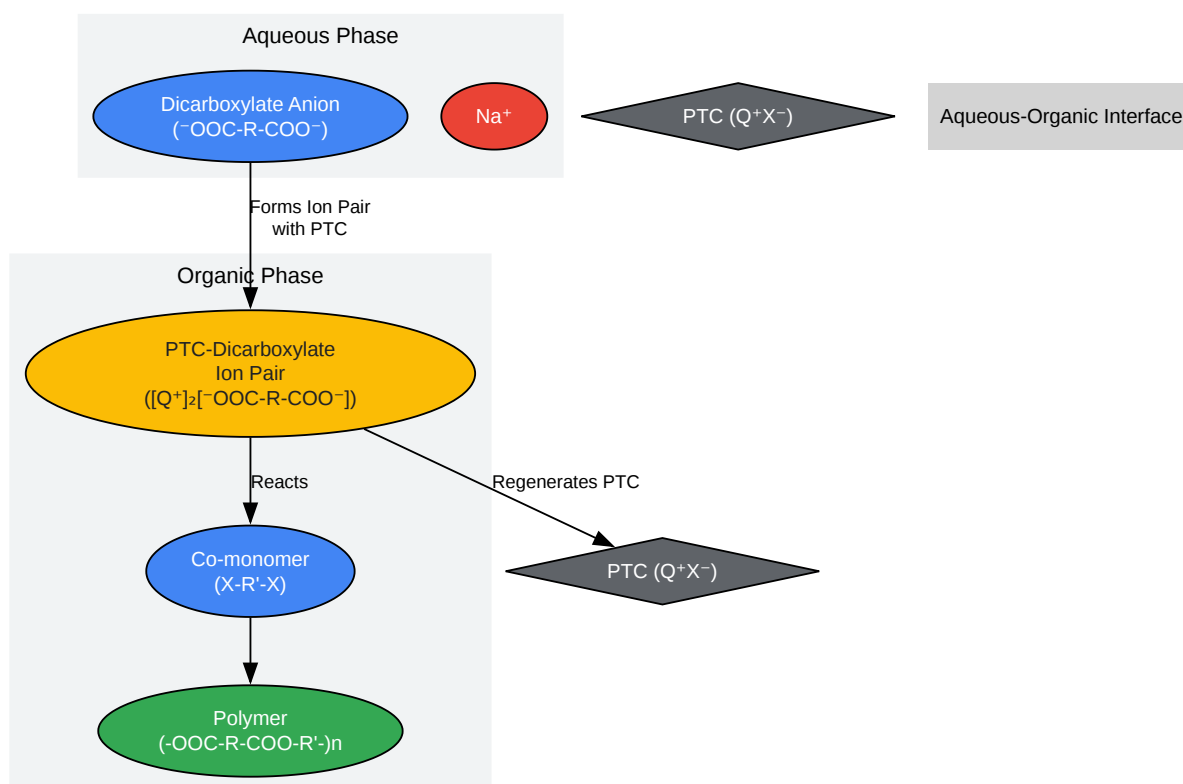 Aqueous Phase
Dicarboxylate Anion
(⁻OOC-R-COO⁻)
Na⁺
PTC (Q⁺X⁻)
Aqueous-Organic Interface
Forms Ion Pair
with PTC
Organic Phase
PTC-Dicarboxylate
Ion Pair
([Q⁺]₂[⁻OOC-R-COO⁻])
Reacts
Regenerates PTC
Co-monomer
(X-R'-X)
PTC (Q⁺X⁻)
Polymer
(-OOC-R-COO-R'-)n